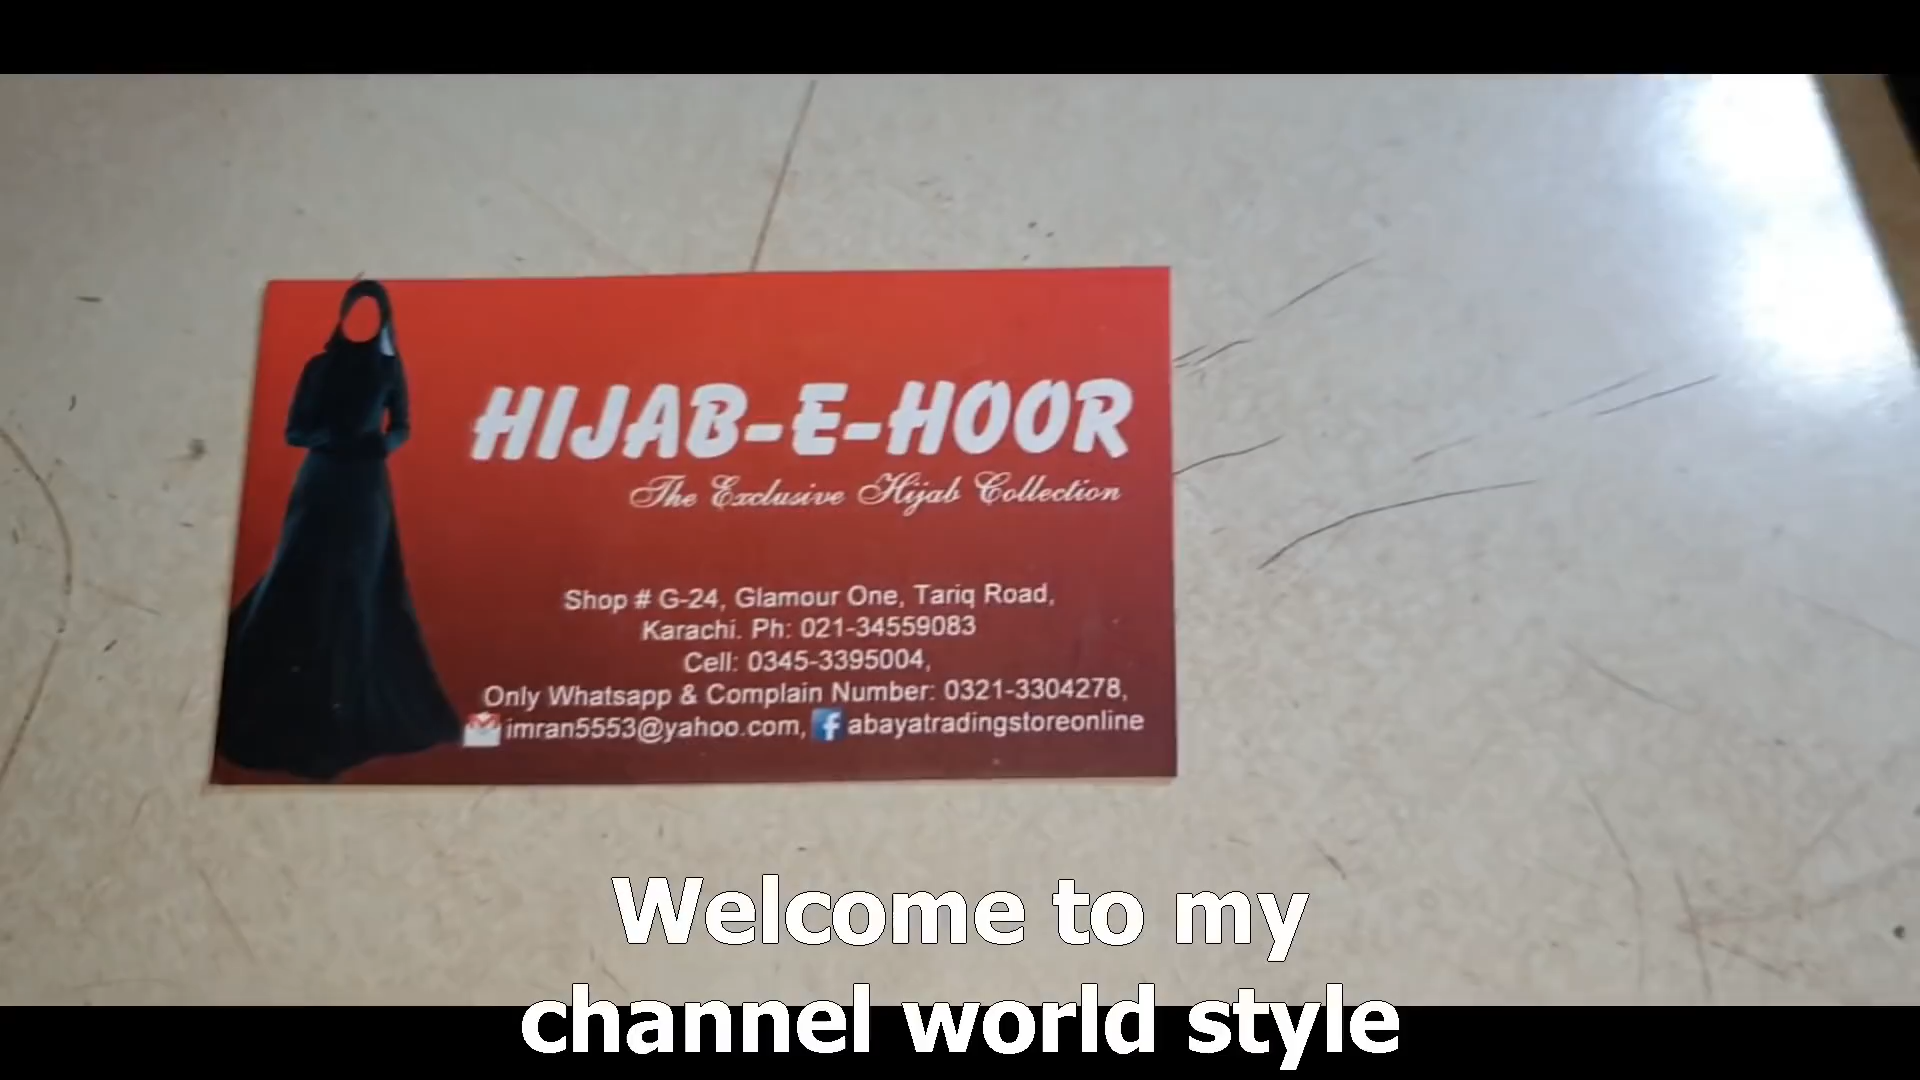 HIJAB-E-HOOR
The Exclusive Hijab Collection
Shop # G-24, Glamour One, Tariq Road,
Karachi. Ph: 021-34559083
Cell: 0345-3395004,
Only Whatsapp & Complain Number: 0321-3304278,
imran5553@yahoo.com, f abayatradingstoreonline
Welcome to my
channel world style